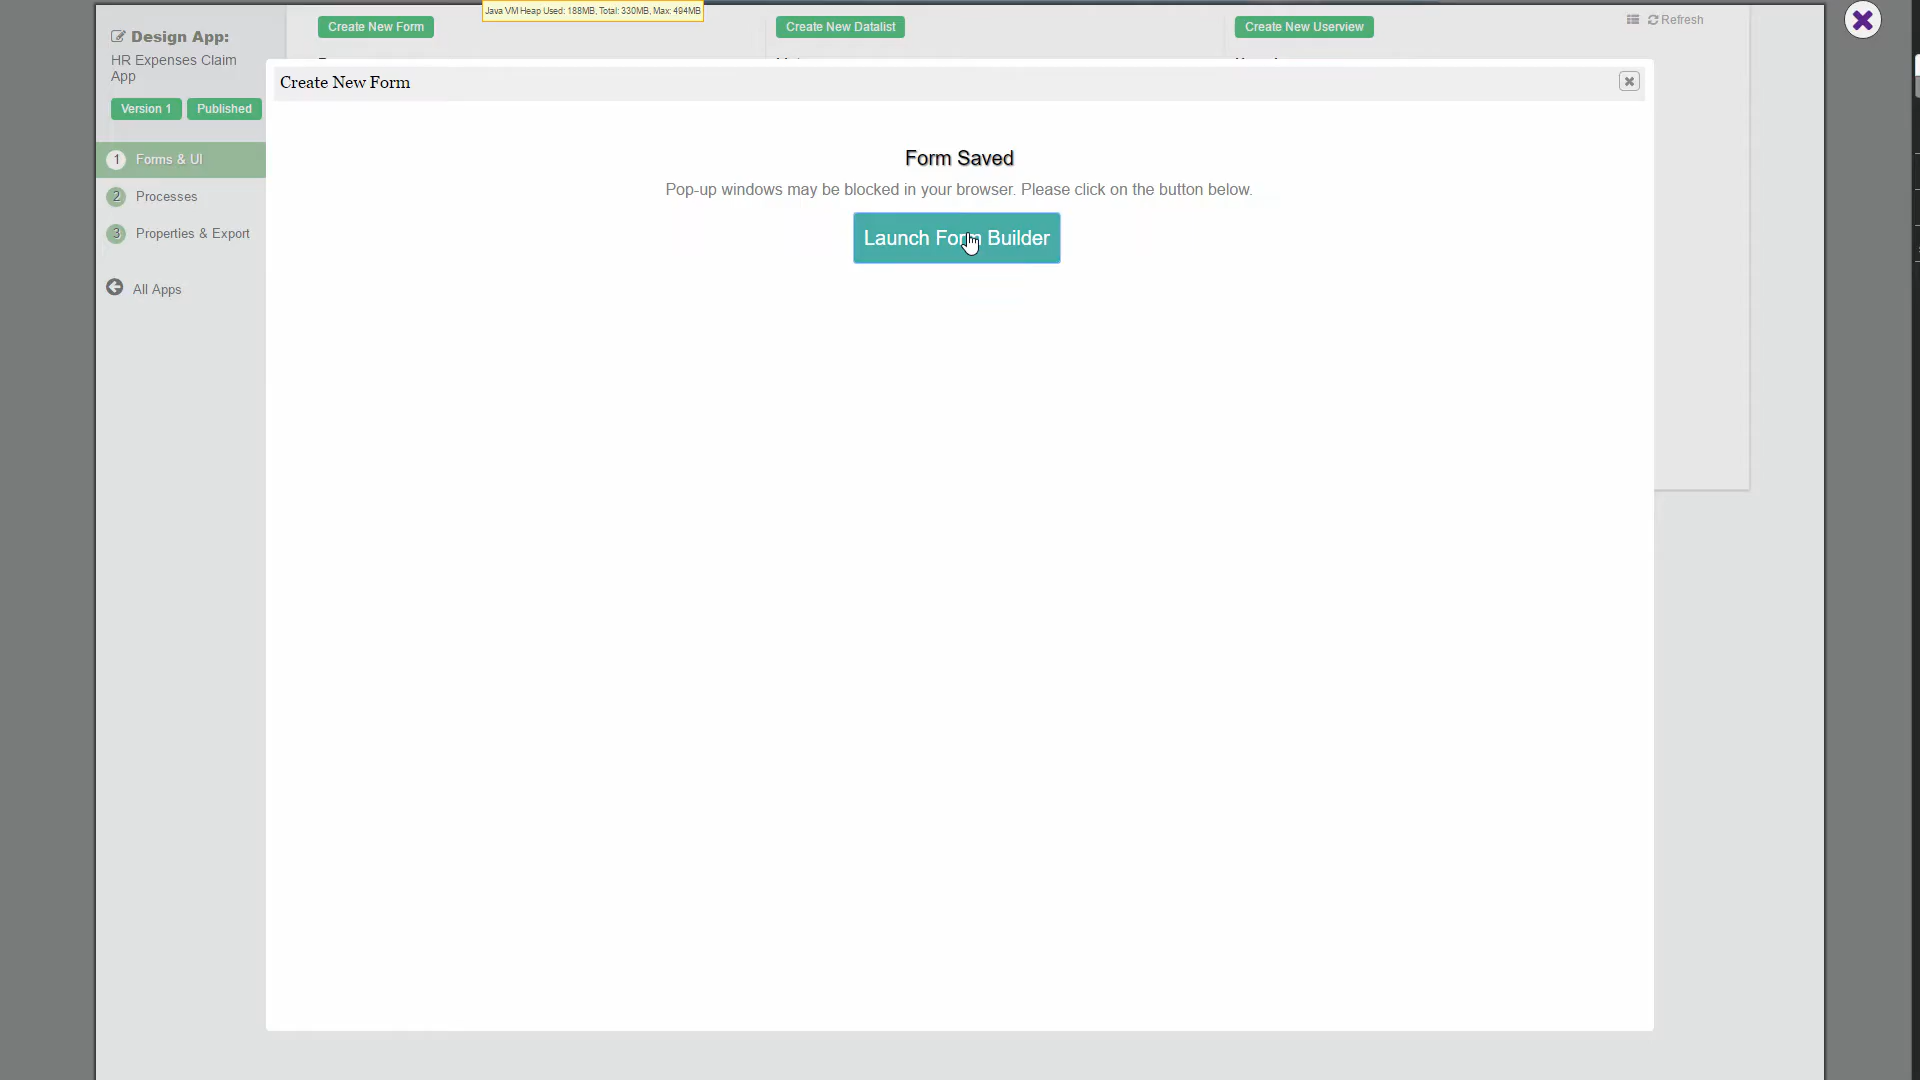 Java VM Heap Used: 188MB, Total: 330MB, Max: 494MB
Design App:
HR Expenses Claim
App
Version 1 Published
1 Forms & UI
2 Processes
3 Properties & Export
All Apps
Create New Form
Create New Datalist
Create New Userview
Refresh
Create New Form
Form Saved
Pop-up windows may be blocked in your browser. Please click on the button below.
Launch Form Builder